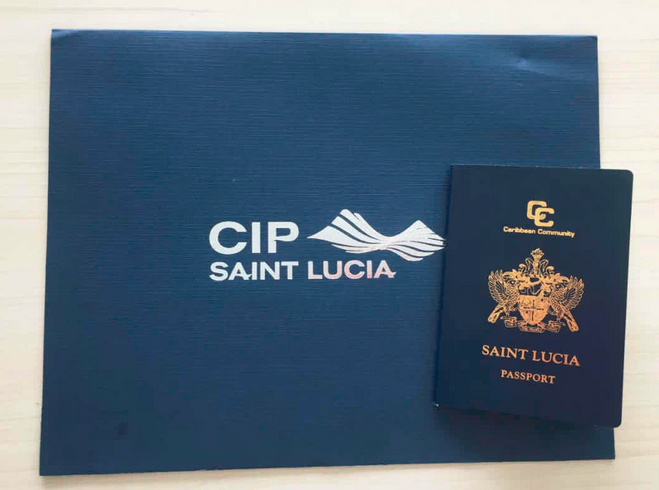 CIP
SAINT LUCIA
CC
Caribbean Community
SAINT LUCIA
PASSPORT